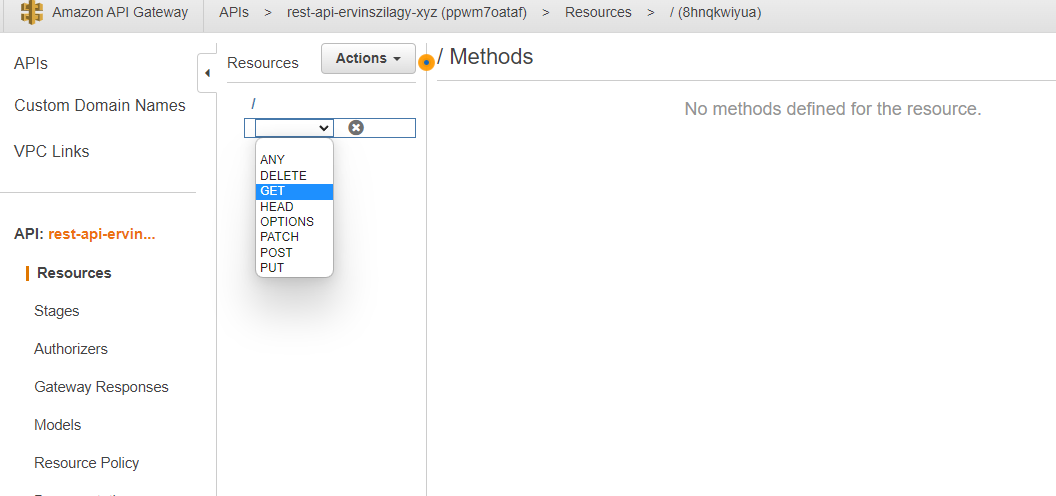 Amazon API Gateway APIs > rest-api-ervinszilagy-xyz (ppwm7oataf) > Resources > / (8hnqkwiyua)
APIs
Custom Domain Names
VPC Links
API: rest-api-ervin...
Resources
Stages
Authorizers
Gateway Responses
Models
Resource Policy
Resources Actions
/
ANY
DELETE
GET
HEAD
OPTIONS
PATCH
POST
PUT
/ Methods
No methods defined for the resource.